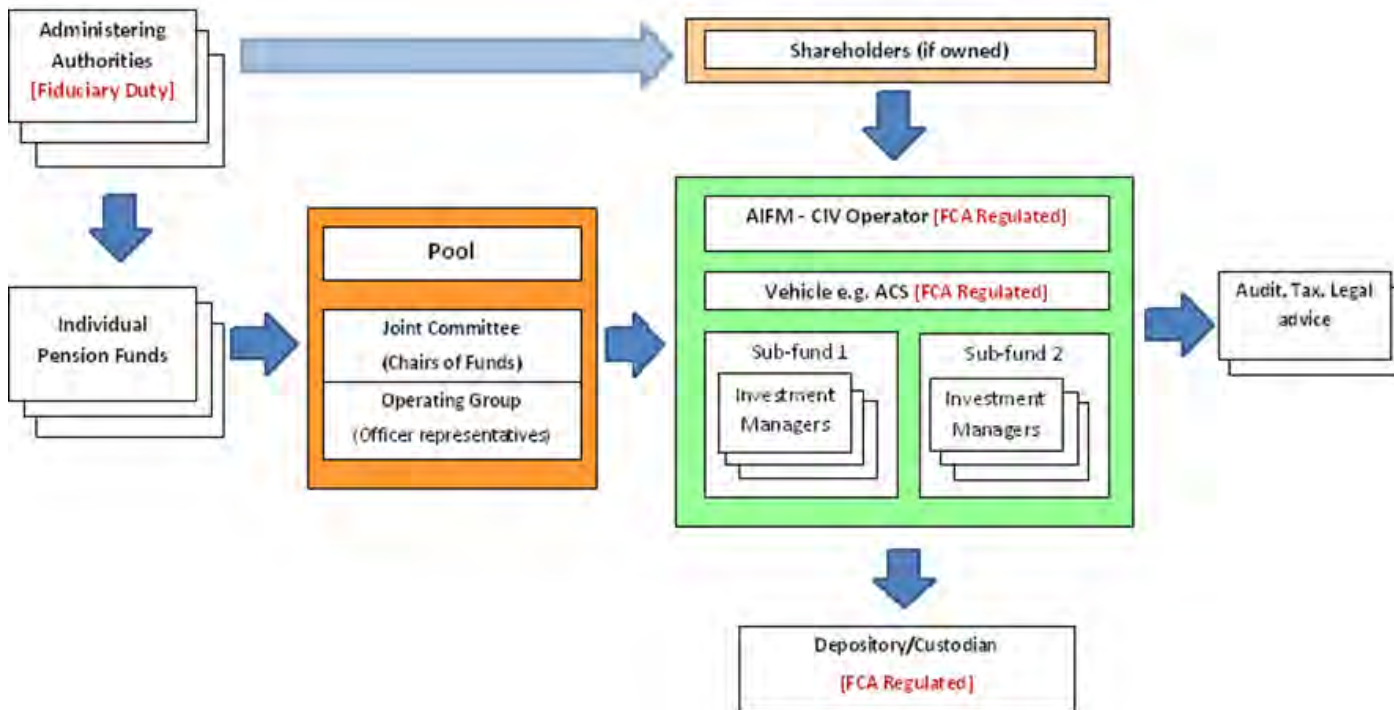 Administering
Authorities
[Fiduciary Duty]
Shareholders (if owned)
Individual
Pension Funds
Pool
Joint Committee
(Chairs of Funds)
Operating Group
(Officer representatives)
AIFM - CIV Operator [FCA Regulated]
Vehicle e.g. ACS [FCA Regulated]
Sub-fund 1
Investment
Managers
Sub-fund 2
Investment
Managers
Audit, Tax, Legal
advice
Depository/Custodian
[FCA Regulated]